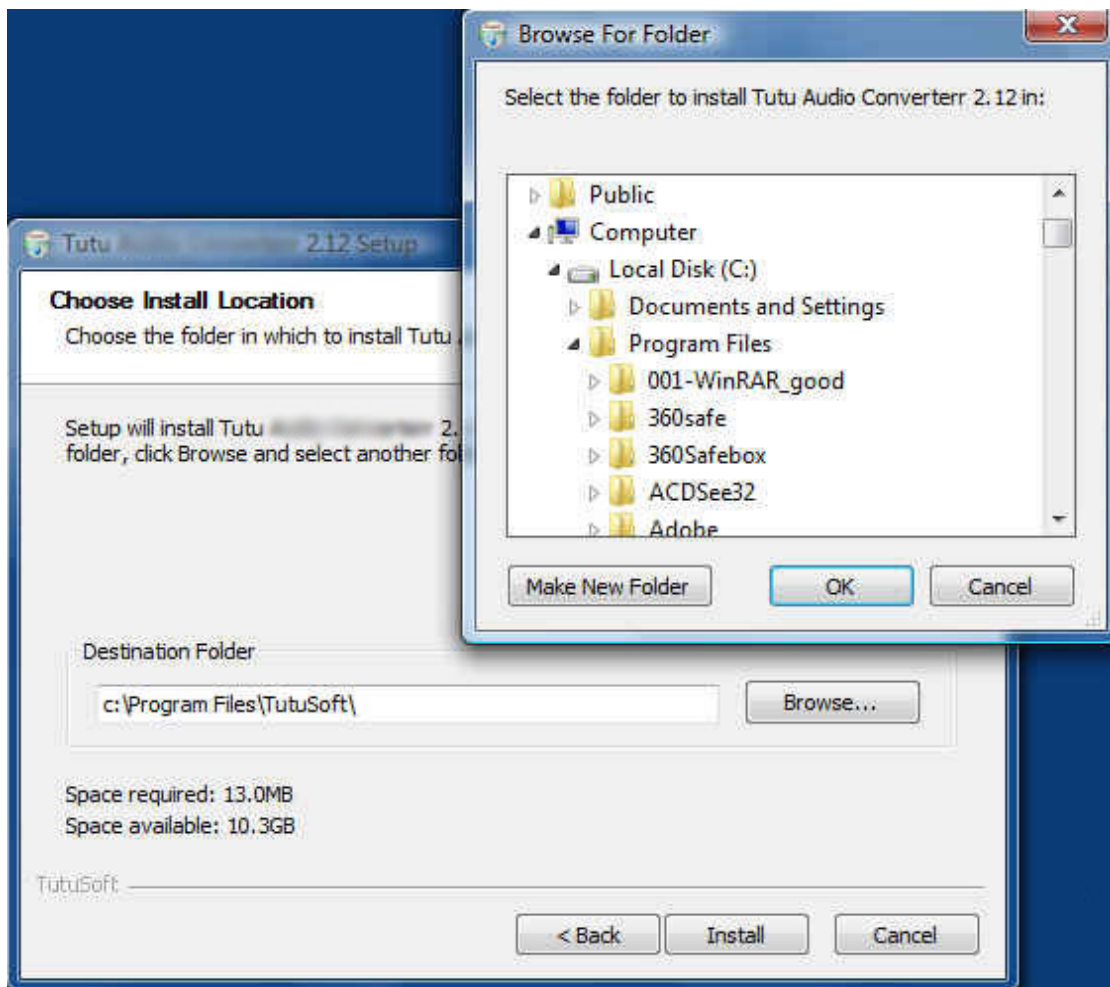 Browse For Folder
Select the folder to install Tutu Audio Converterr 2.12 in:
Public
Computer
Local Disk (C:)
Documents and Settings
Program Files
001-WinRAR_good
360safe
360Safebox
ACDSee32
Adobe
Make New Folder
OK
Cancel
Tutu 2.12 Setup
Choose Install Location
Choose the folder in which to install Tutu
Setup will install Tutu 2.
folder, click Browse and select another
Destination Folder
c:\Program Files\TutuSoft\
Browse...
Space required: 13.0MB
Space available: 10.3GB
TutuSoft
< Back
Install
Cancel